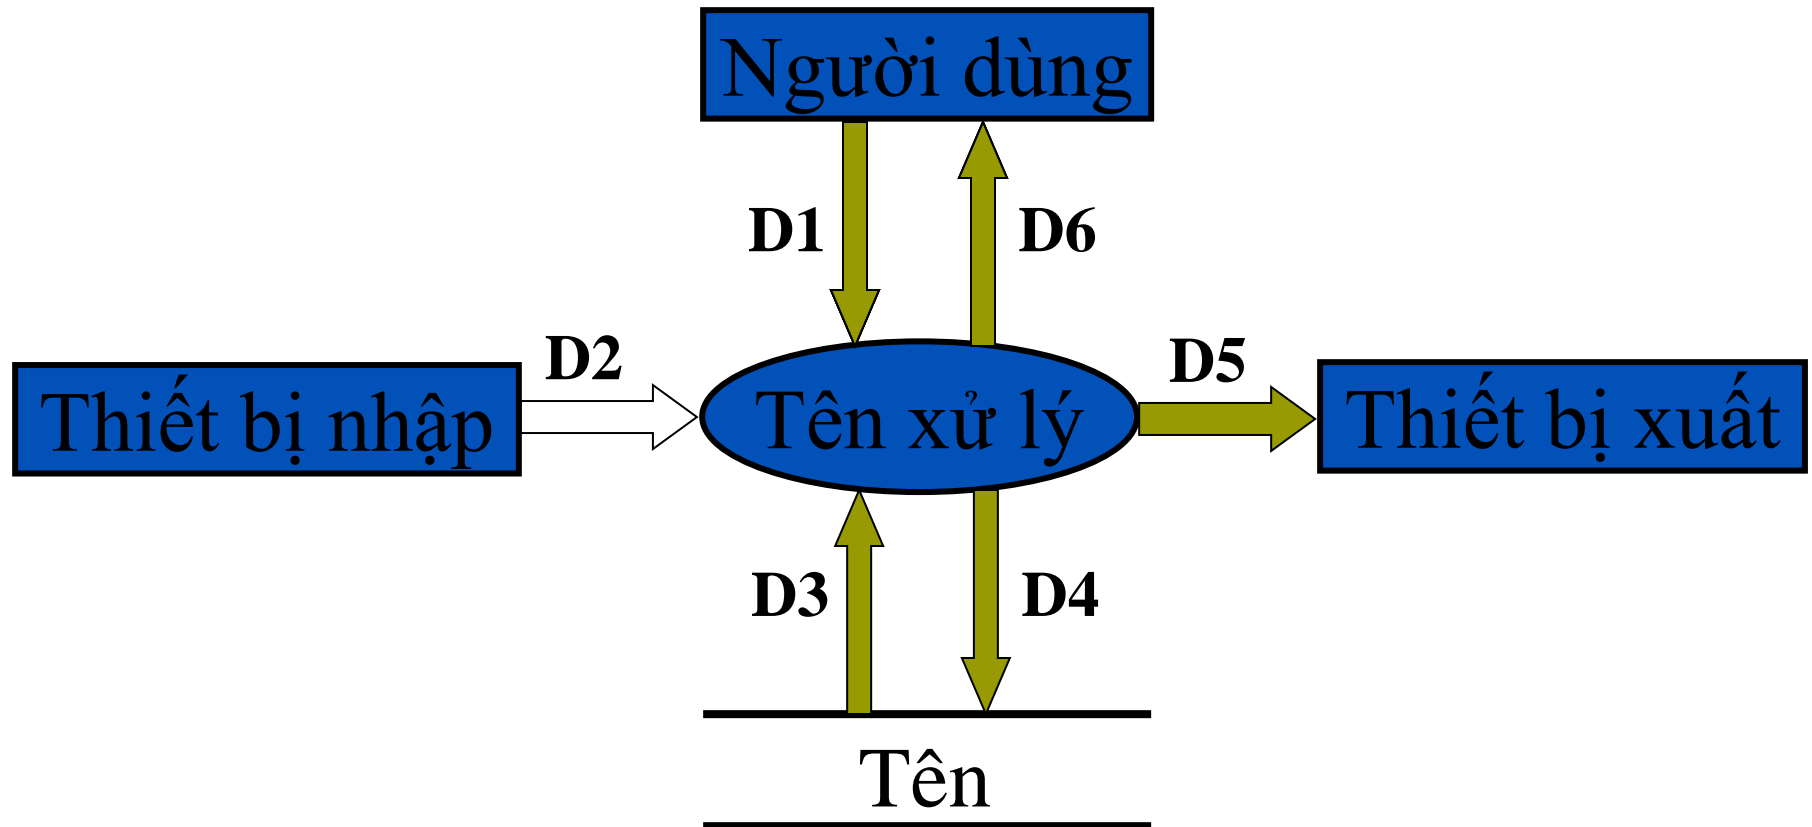 Người dùng
D1
D6
D2
D5
Thiết bị nhập
Tên xử lý
Thiết bị xuất
D3
D4
Tên